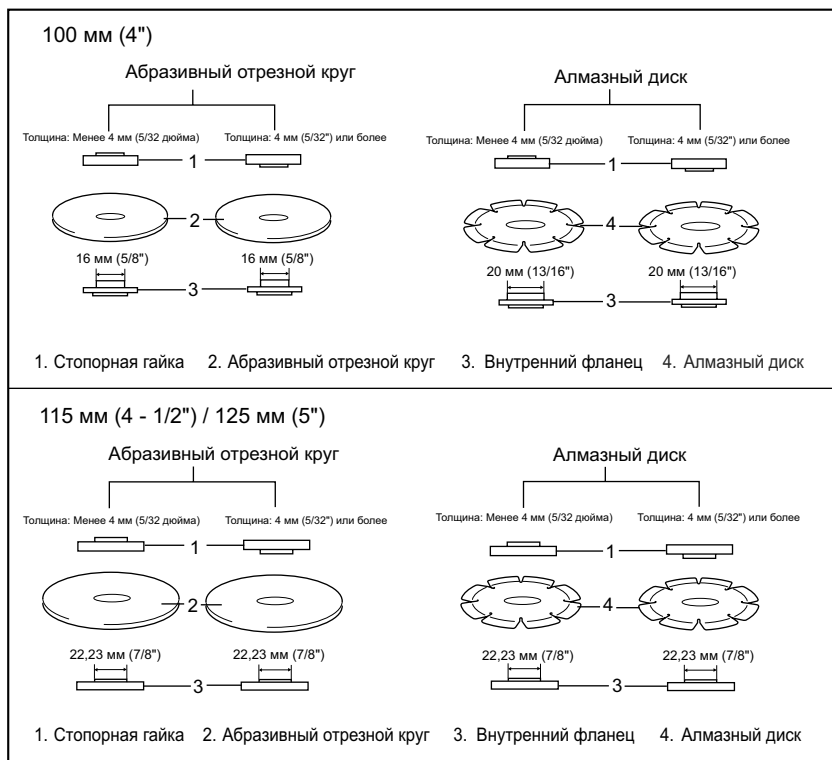 100 мм (4")
Абразивный отрезной круг
Алмазный диск
Толщина: Менее 4 мм (5/32 дюйма)
Толщина: 4 мм (5/32") или более
Толщина: Менее 4 мм (5/32 дюйма)
Толщина: 4 мм (5/32") или более
1
1
2
4
16 мм (5/8")
16 мм (5/8")
20 мм (13/16")
20 мм (13/16")
3
3
1. Стопорная гайка 2. Абразивный отрезной круг 3. Внутренний фланец 4. Алмазный диск
115 мм (4 - 1/2") / 125 мм (5")
Абразивный отрезной круг
Алмазный диск
Толщина: Менее 4 мм (5/32 дюйма)
Толщина: 4 мм (5/32") или более
Толщина: Менее 4 мм (5/32 дюйма)
Толщина: 4 мм (5/32") или более
1
1
2
4
22,23 мм (7/8")
22,23 мм (7/8")
22,23 мм (7/8")
22,23 мм (7/8")
3
3
1. Стопорная гайка 2. Абразивный отрезной круг 3. Внутренний фланец 4. Алмазный диск